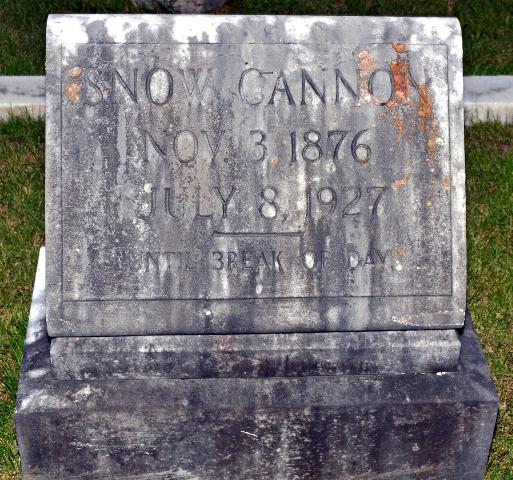 SNOW CANNON
NOV 3 1876
JULY 8, 1927
UNTIL BREAK OF DAY